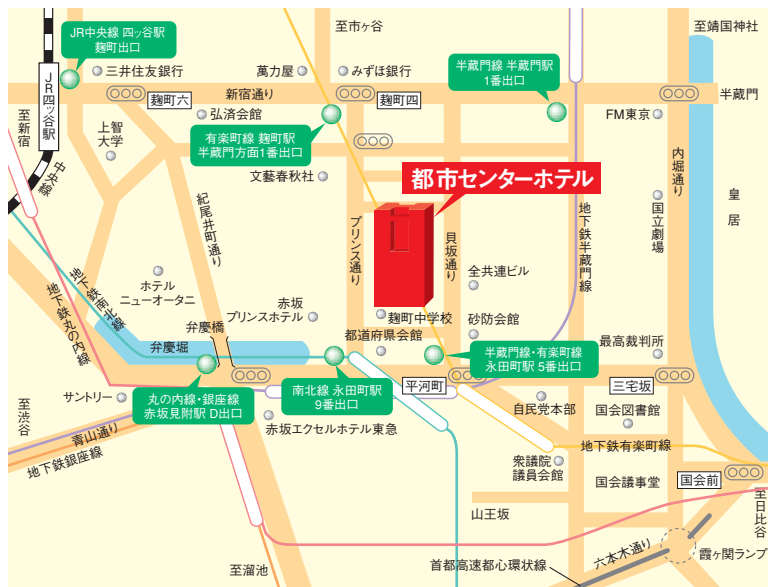 JR中央線 四ッ谷駅
麹町出口
至市ヶ谷
至靖国神社
三井住友銀行
萬力屋
みずほ銀行
半蔵門線 半蔵門駅
1番出口
JR四ッ谷駅
麹町六
新宿通り
麹町四
半蔵門
至新宿
弘済会館
FM東京
上智
大学
有楽町線 麹町駅
半蔵門方面1番出口
中央線
文藝春秋社
都市センターホテル
内堀通り
皇居
紀尾井町通り
プリンス通り
貝坂通り
地下鉄半蔵門線
国立劇場
地下鉄南北線
地下鉄丸の内線
ホテル
ニューオータニ
全共連ビル
赤坂
プリンスホテル
麹町中学校
弁慶橋
都道府県会館
砂防会館
弁慶堀
半蔵門線・有楽町線
永田町駅 5番出口
最高裁判所
サントリー
丸の内線・銀座線
赤坂見附駅 D出口
南北線 永田町駅
9番出口
平河町
三宅坂
至渋谷
自民党本部
国会図書館
青山通り
赤坂エクセルホテル東急
地下鉄銀座線
地下鉄有楽町線
衆議院
議員会館
国会議事堂
国会前
山王坂
至日比谷
六本木通り
霞ヶ関ランプ
至溜池
首都高速都心環状線